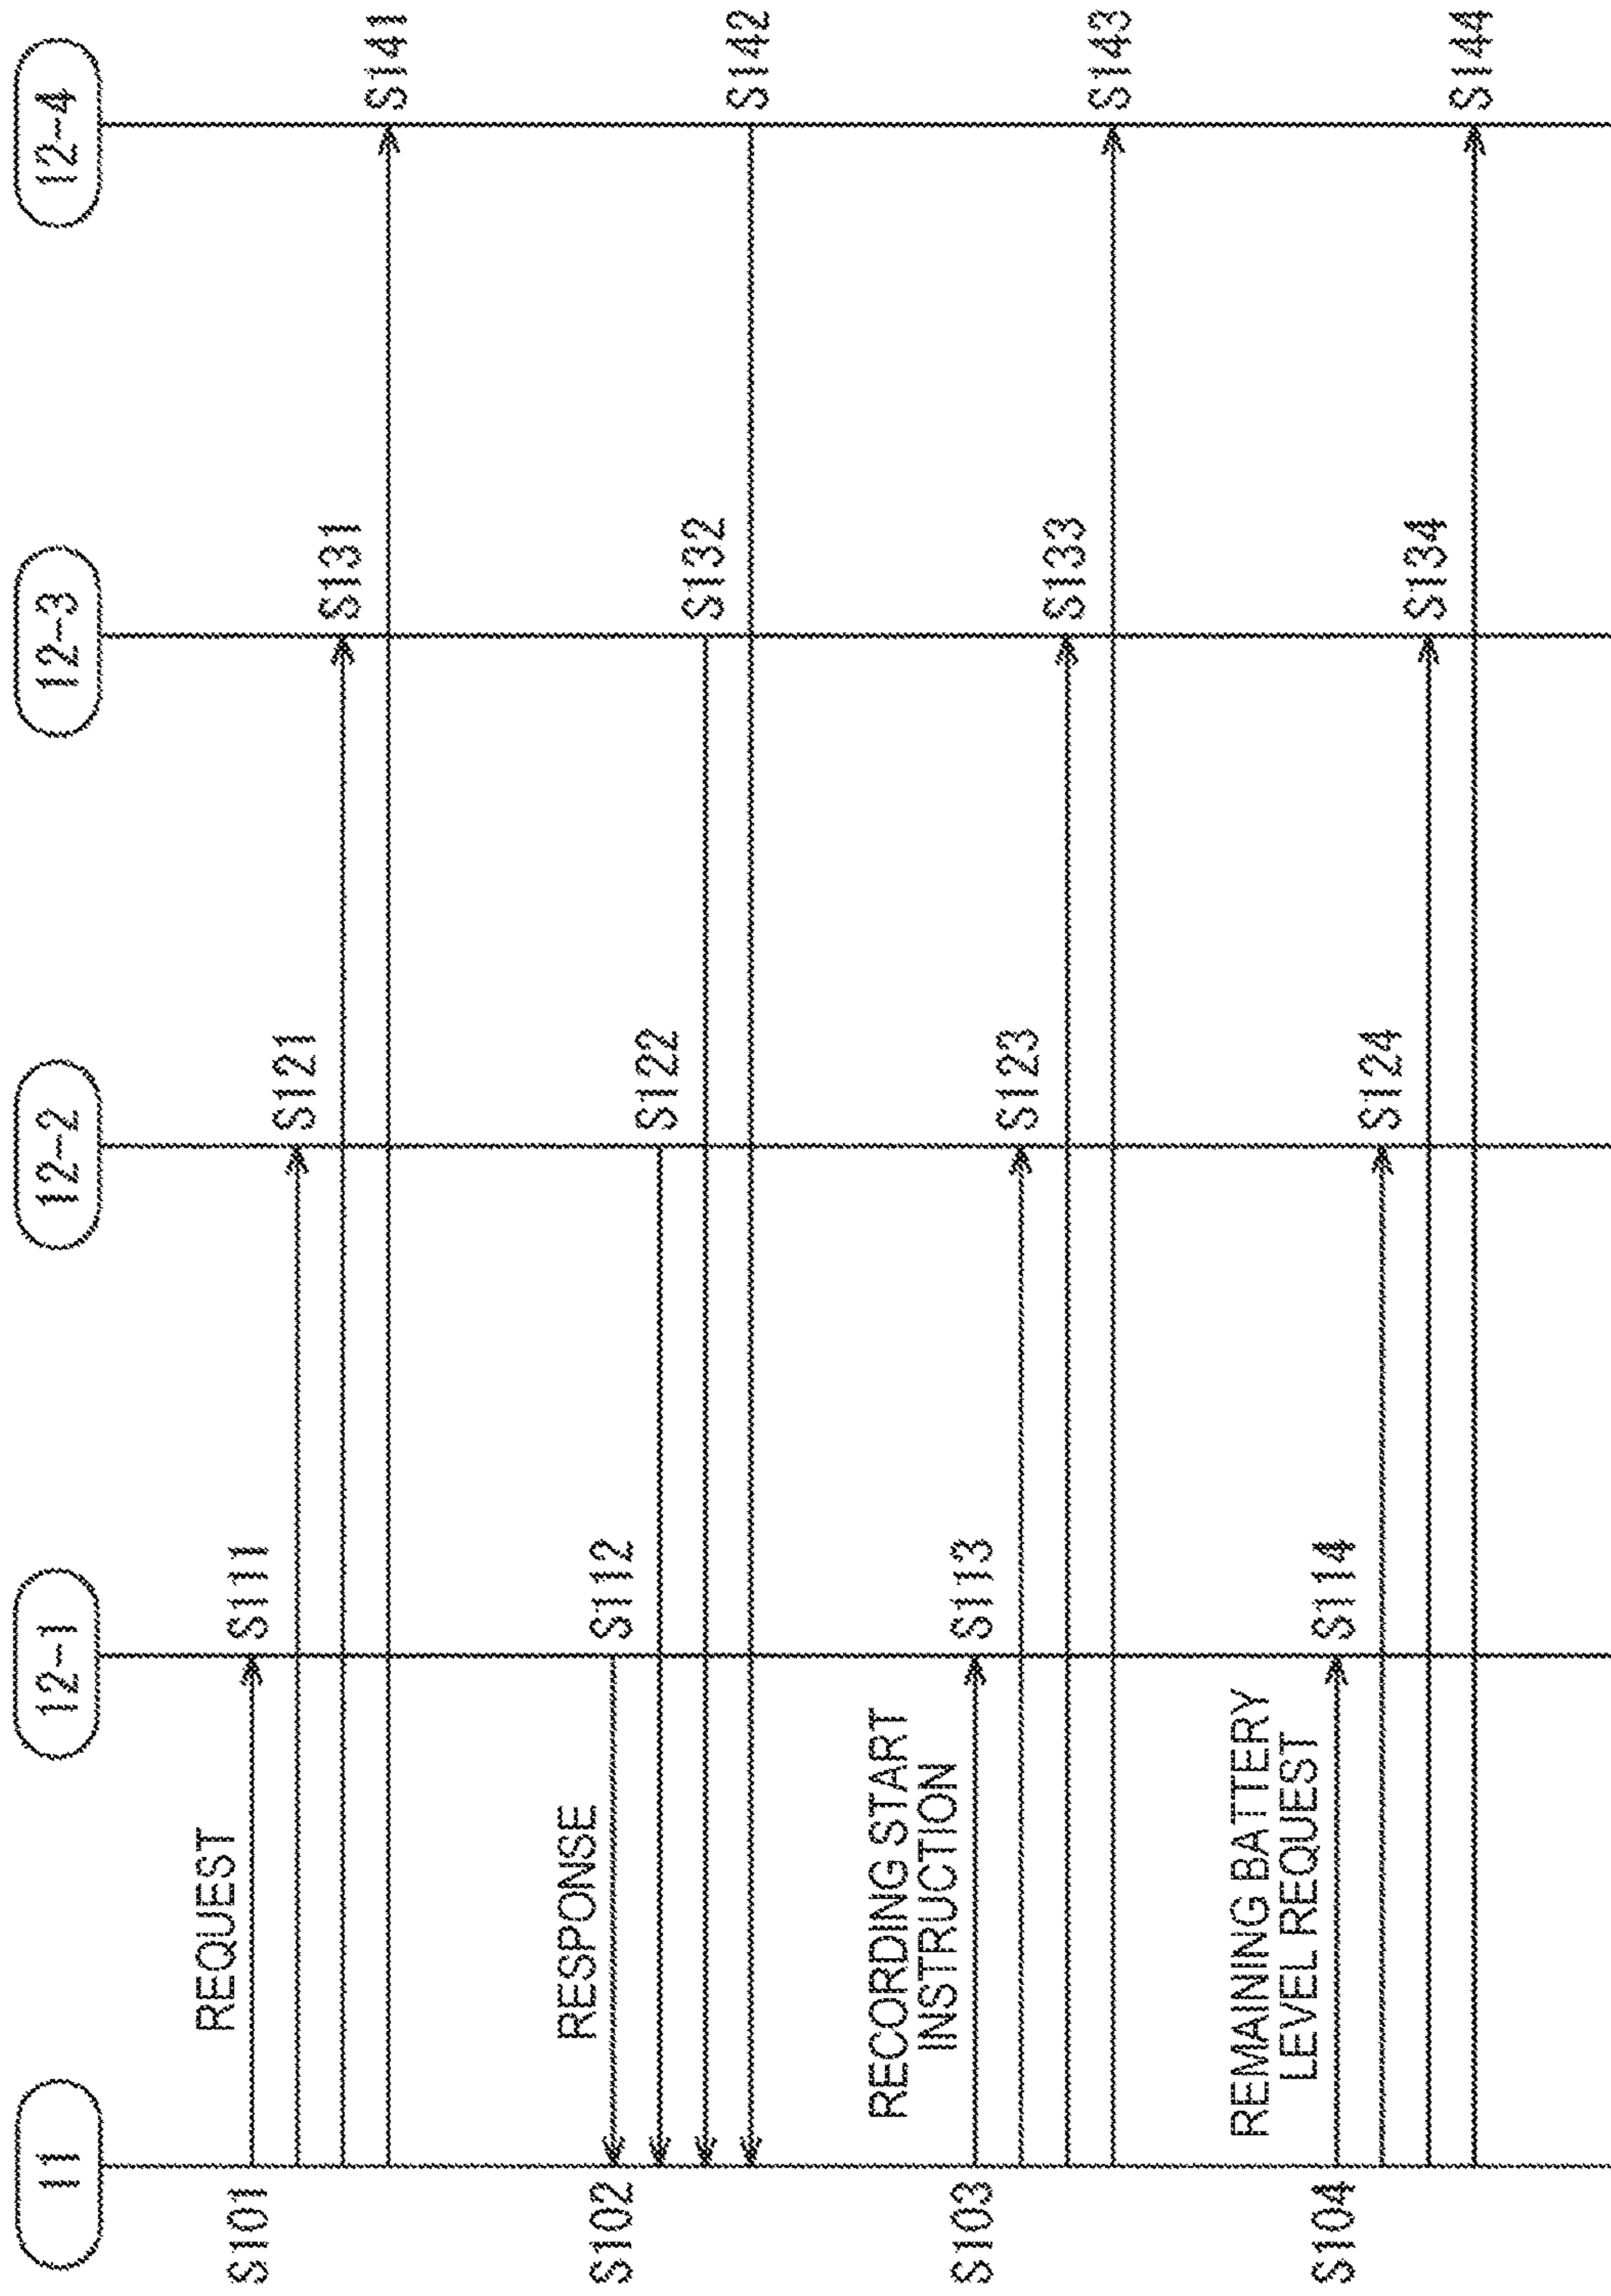 11
12-1
12-2
12-3
12-4
REQUEST
S101
S111
S121
S131
S141
RESPONSE
S102
S112
S122
S132
S142
RECORDING START
INSTRUCTION
S103
S113
S123
S133
S143
REMAINING BATTERY
LEVEL REQUEST
S104
S114
S124
S134
S144